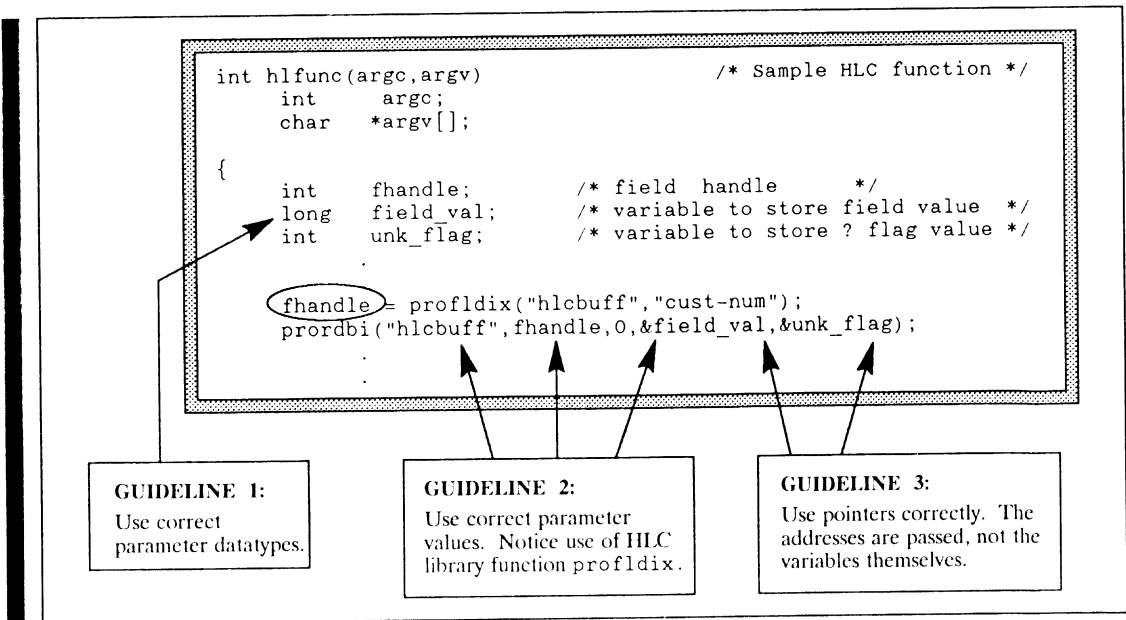 int hlfunc(argc,argv) /* Sample HLC function */
int argc;
char *argv[];
{
int fhandle; /* field handle */
long field_val; /* variable to store field value */
int unk_flag; /* variable to store ? flag value */
.
fhandle = profldix("hlcbuff","cust-num");
prordbi("hlcbuff",fhandle,0,&field_val,&unk_flag);
.
.
GUIDELINE 1:
Use correct
parameter datatypes.
GUIDELINE 2:
Use correct parameter
values. Notice use of HLC
library function profldix.
GUIDELINE 3:
Use pointers correctly. The
addresses are passed, not the
variables themselves.